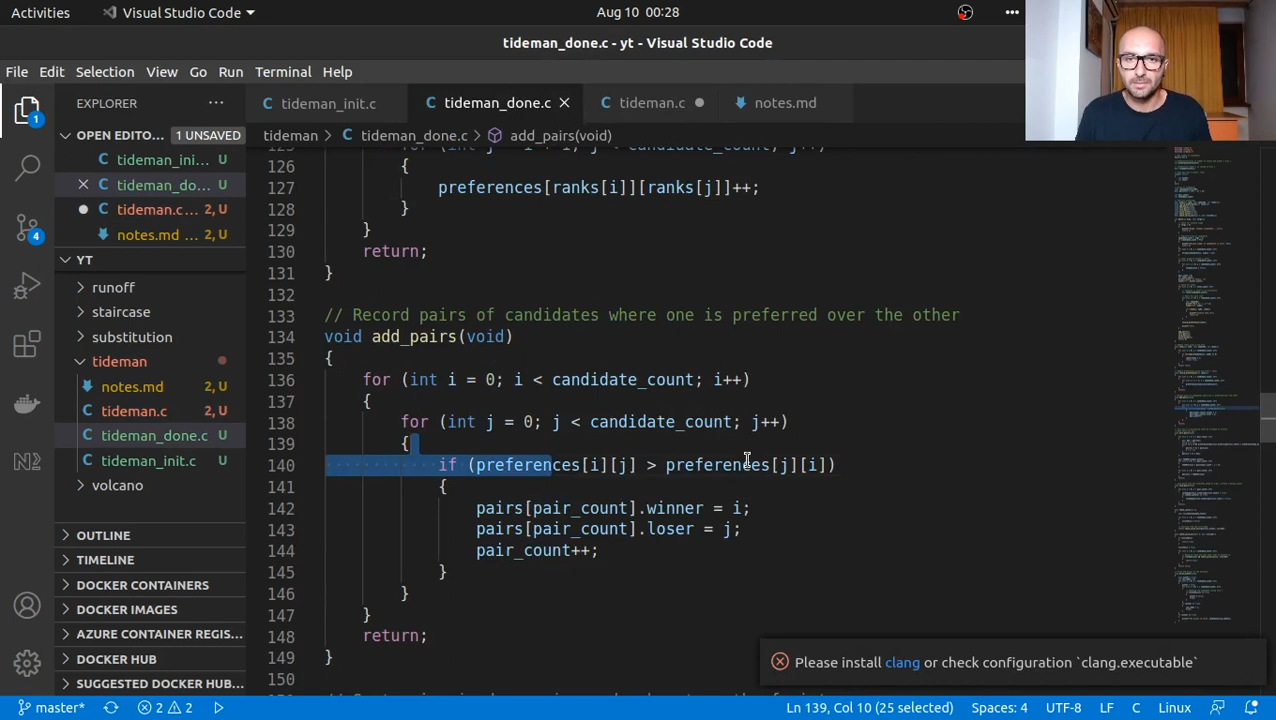 Activities
Visual Studio Code
Aug 10 00:28
tideman_done.c - yt - Visual Studio Code
File Edit Selection View Go Run Terminal Help
EXPLORER
tideman_init.c
tideman_done.c
tideman.c
notes.md
OPEN EDITO...
1 UNSAVED
tideman_ini... U
tideman_do... U
tideman.c... 2, U
notes.md ... 2, U
YT
runoff
staircase
substitution
tideman
notes.md 2, U
tideman.c 2, U
tideman_done.c U
tideman_init.c U
volcano
OUTLINE
TIMELINE
DOCKER CONTAINERS
DOCKER IMAGES
AZURE CONTAINER REGIS...
DOCKER HUB
SUGGESTED DOCKER HUB...
1
4
tideman > tideman_done.c > add_pairs(void)
126 {
127 preferences[ranks[i]][ranks[j]]++;
128 }
129 }
130 return;
131 }
132
133 // Record pairs of candidates where one is preferred over the other
134 void add_pairs(void)
135 {
136 for (int i = 0; i < candidate_count; i++)
137 {
138 for (int j = 0; j < candidate_count; j++)
139 {
140 if (preferences[i][j] > preferences[j][i])
141 {
142 pairs[pair_count].winner = i;
143 pairs[pair_count].loser = j;
144 pair_count++;
145 }
146 }
147 }
148 return;
149 }
Please install clang or check configuration `clang.executable`
master*
2 2
Ln 139, Col 10 (25 selected)
Spaces: 4
UTF-8
LF
C
Linux